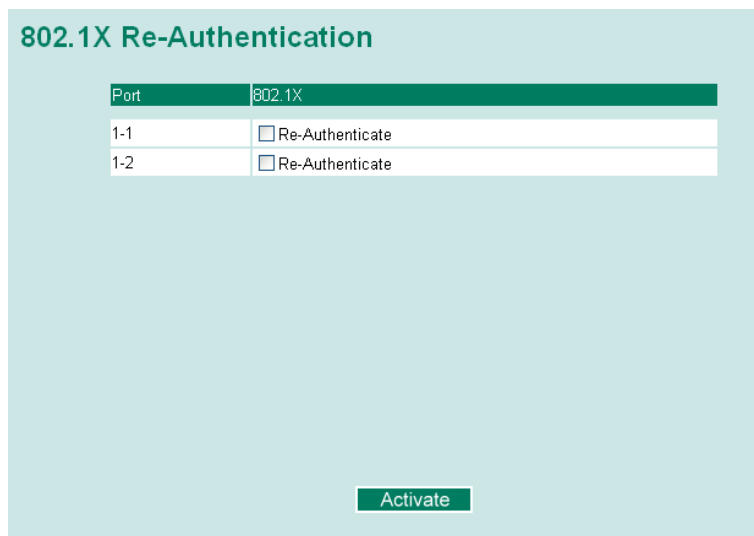 802.1X Re-Authentication
Port 802.1X
1-1 Re-Authenticate
1-2 Re-Authenticate
Activate